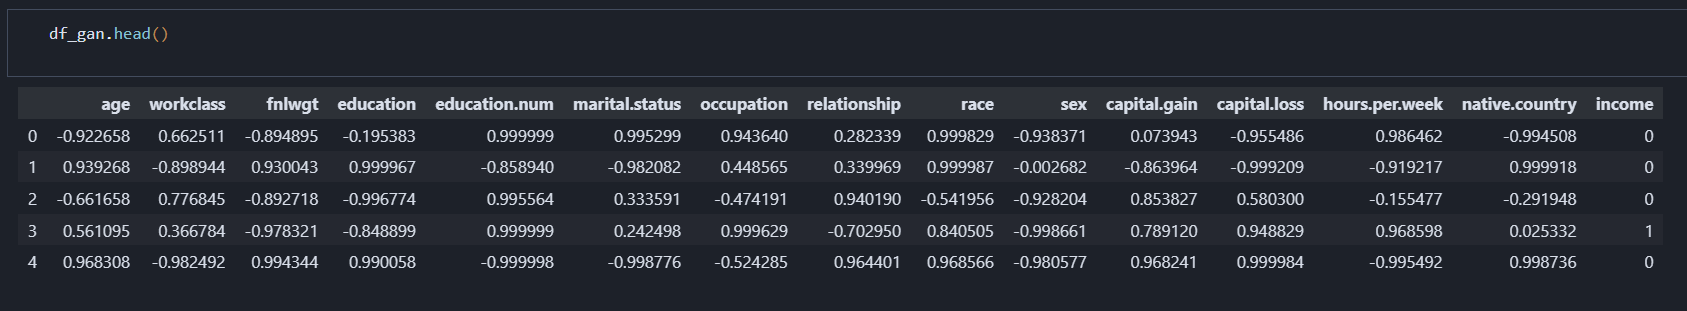 df_gan.head()
age workclass fnlwgt education education.num marital.status occupation relationship race sex capital.gain capital.loss hours.per.week native.country income
0 -0.922658 0.662511 -0.894895 -0.195383 0.999999 0.995299 0.943640 0.282339 0.999829 -0.938371 0.073943 -0.955486 0.986462 -0.994508 0
1 0.939268 -0.898944 0.930043 0.999967 -0.858940 -0.982082 0.448565 0.339969 0.999987 -0.002682 -0.863964 -0.999209 -0.919217 0.999918 0
2 -0.661658 0.776845 -0.892718 -0.996774 0.995564 0.333591 -0.474191 0.940190 -0.541956 -0.928204 0.853827 0.580300 -0.155477 -0.291948 0
3 0.561095 0.366784 -0.978321 -0.848899 0.999999 0.242498 0.999629 -0.702950 0.840505 -0.998661 0.789120 0.948829 0.968598 0.025332 1
4 0.968308 -0.982492 0.994344 0.990058 -0.999998 -0.998776 -0.524285 0.964401 0.968566 -0.980577 0.968241 0.999984 -0.995492 0.998736 0